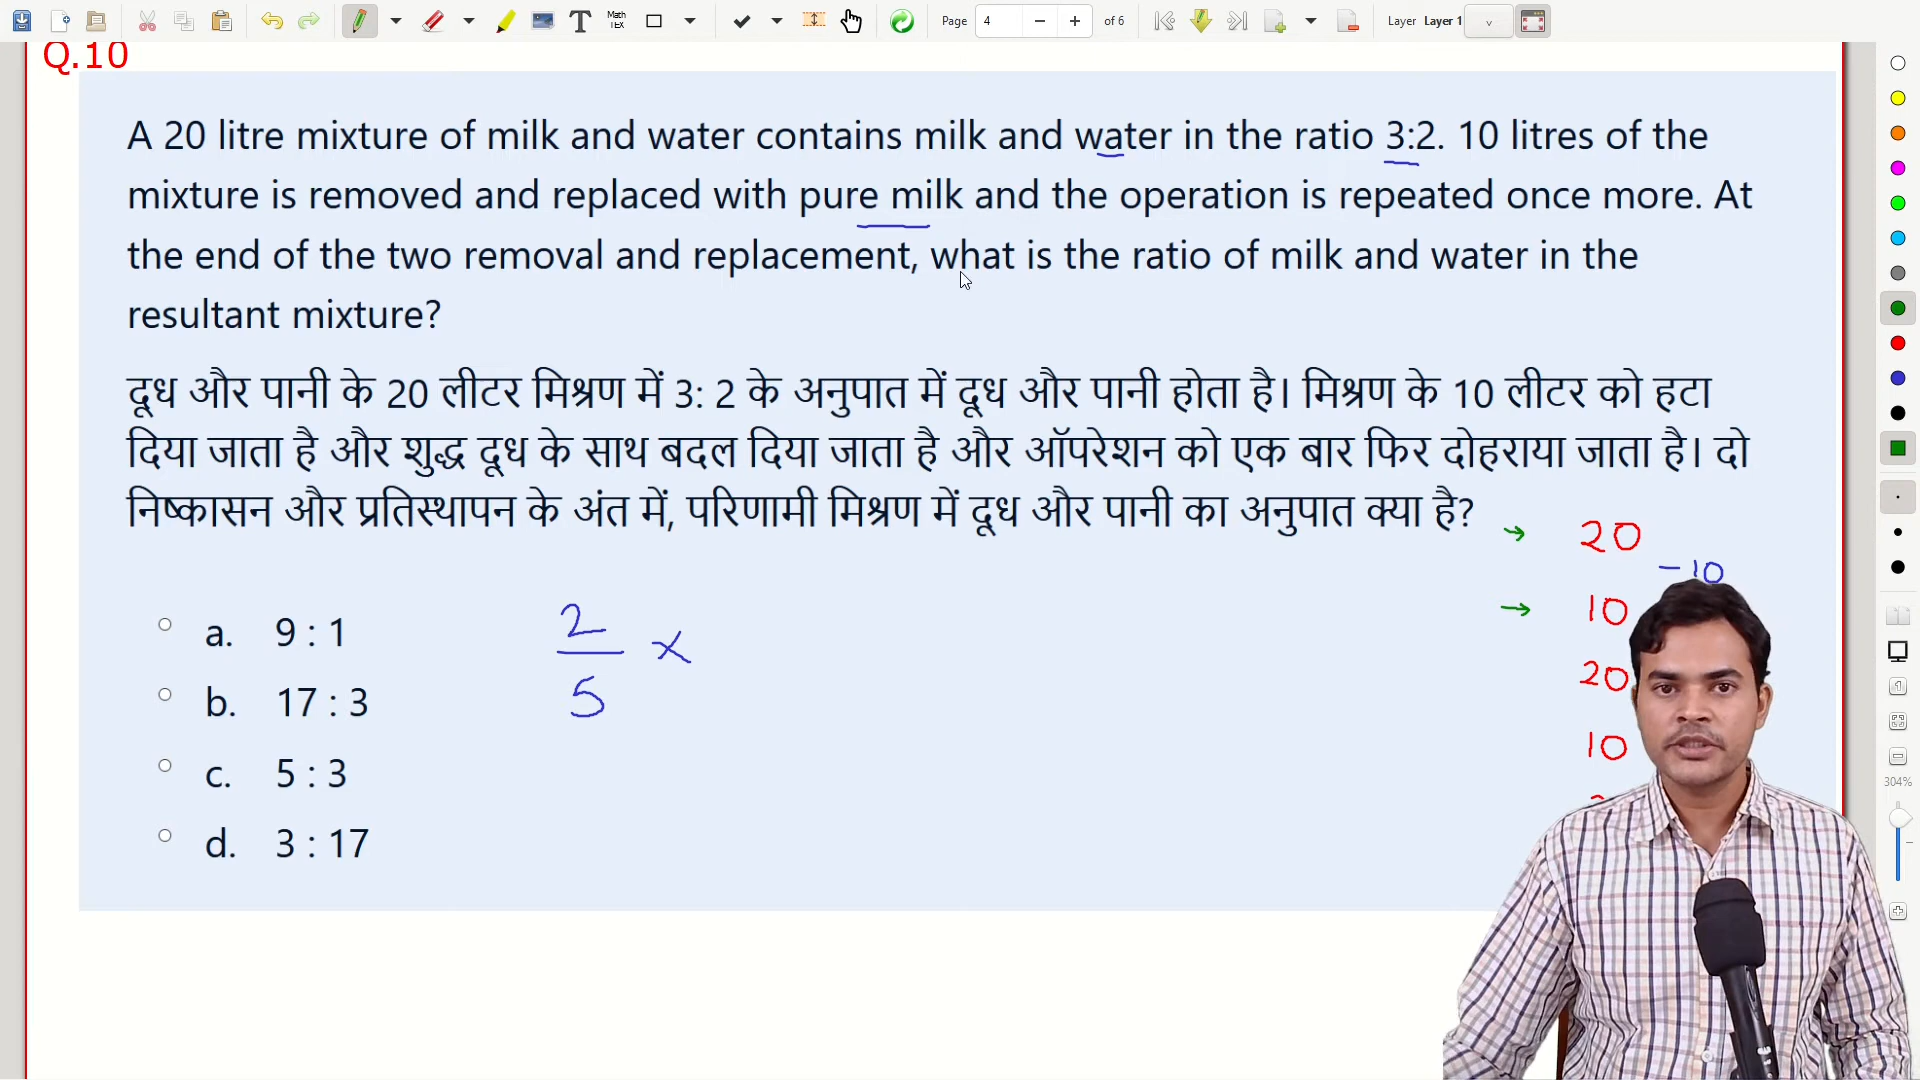 Math
TEX
Page 4 of 6
Layer Layer 1
Q.10
A 20 litre mixture of milk and water contains milk and water in the ratio 3:2. 10 litres of the
mixture is removed and replaced with pure milk and the operation is repeated once more. At
the end of the two removal and replacement, what is the ratio of milk and water in the
resultant mixture?
दूध और पानी के 20 लीटर मिश्रण में 3: 2 के अनुपात में दूध और पानी होता है। मिश्रण के 10 लीटर को हटा
दिया जाता है और शुद्ध दूध के साथ बदल दिया जाता है और ऑपरेशन को एक बार फिर दोहराया जाता है। दो
निष्कासन और प्रतिस्थापन के अंत में, परिणामी मिश्रण में दूध और पानी का अनुपात क्या है?
→ 20
-10
→ 10
20
10
a. 9 : 1
b. 17 : 3
c. 5 : 3
d. 3 : 17
2
5
×
304%